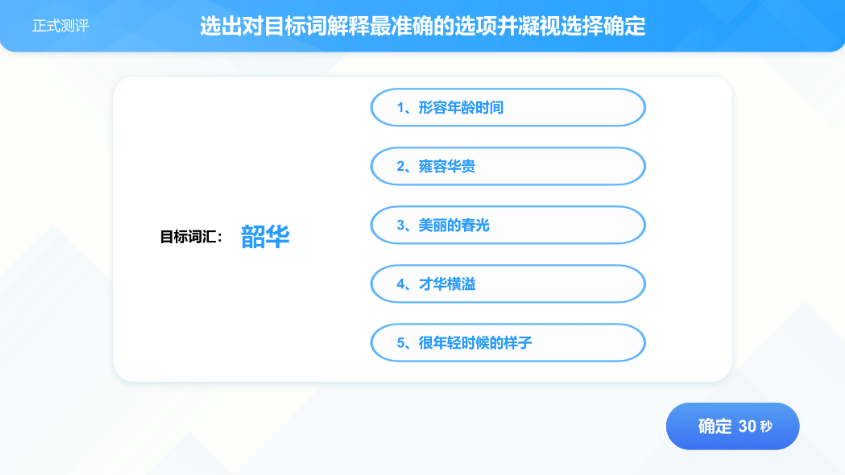 正式测评
选出对目标词解释最准确的选项并凝视选择确定
1、形容年龄时间
2、雍容华贵
目标词汇： 韶华
3、美丽的春光
4、才华横溢
5、很年轻时候的样子
确定 30 秒